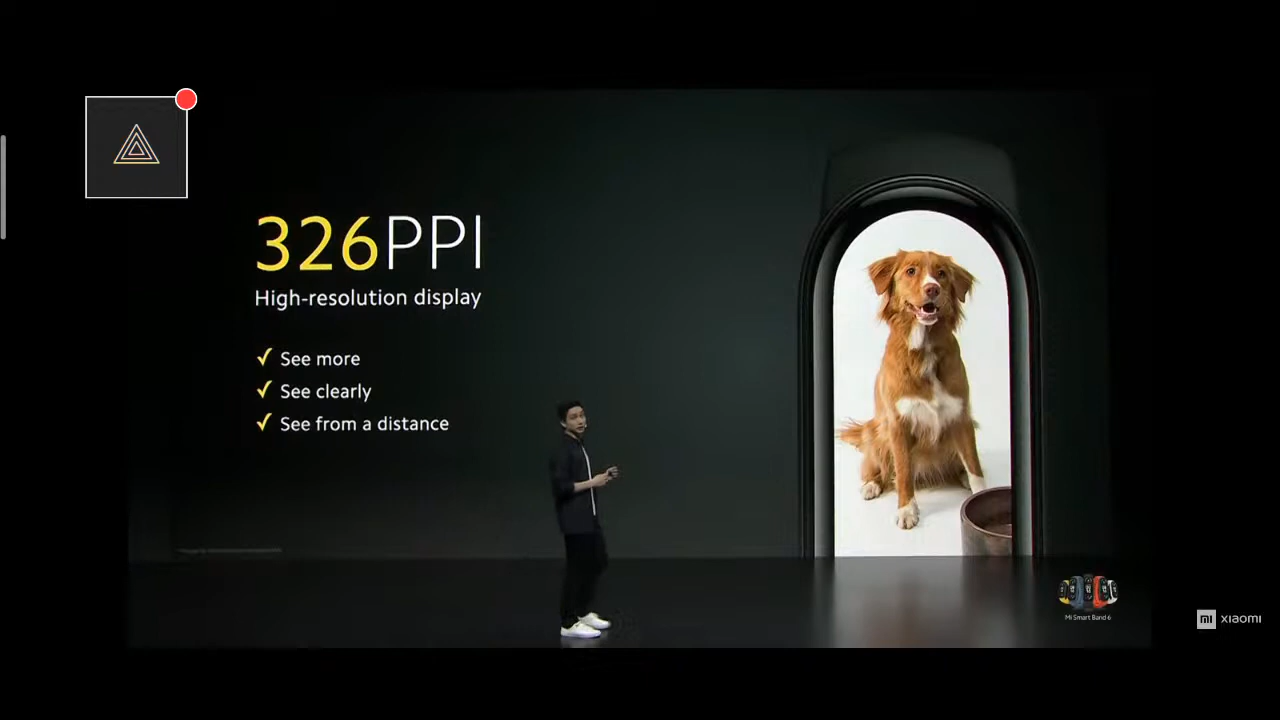 326PPI
High-resolution display
✓ See more
✓ See clearly
✓ See from a distance
Mi Smart Band 6
mi XIAOMI